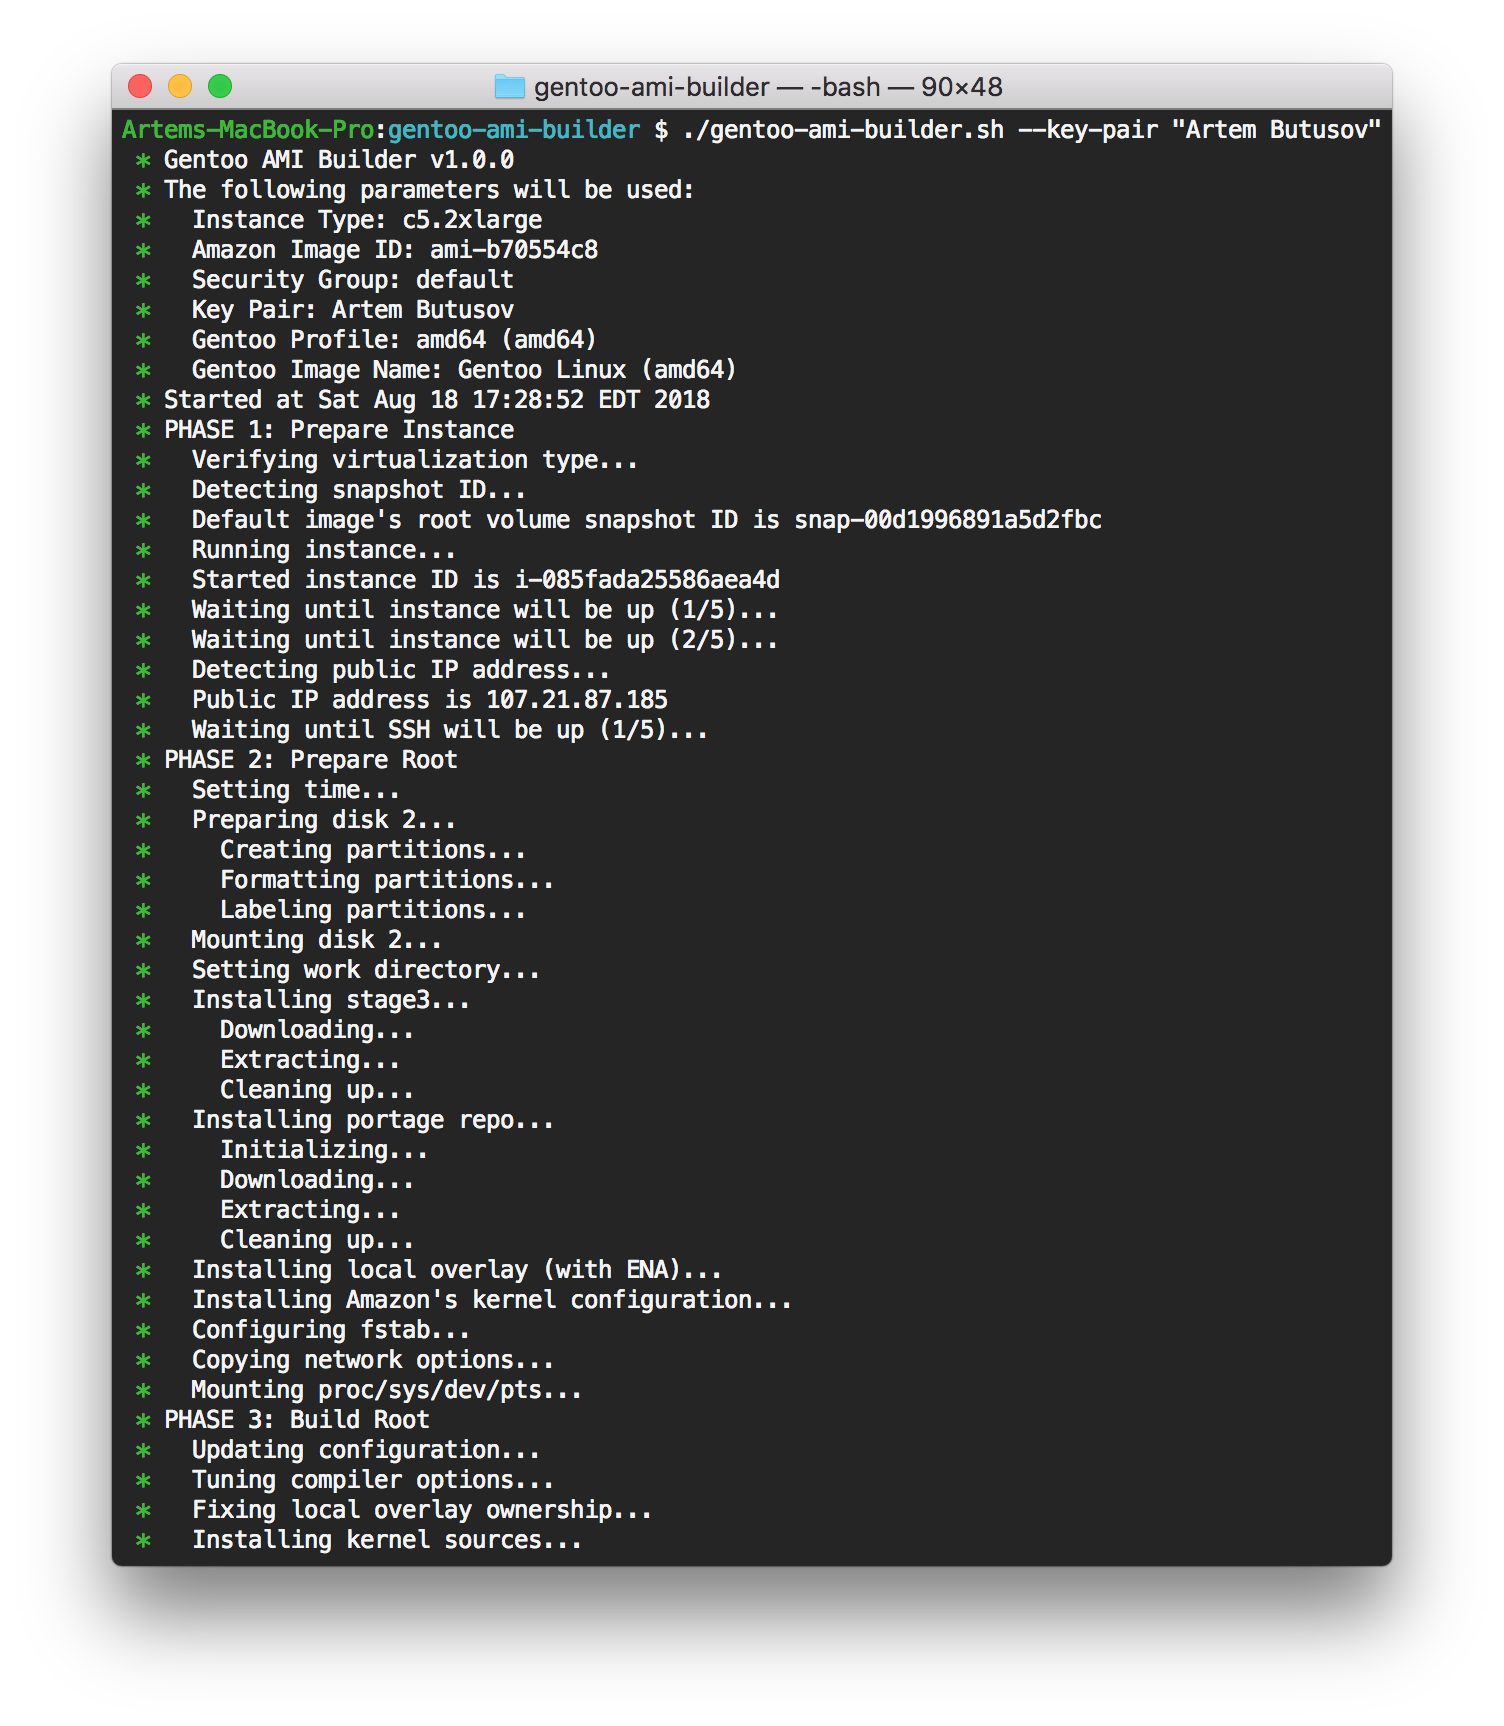 gentoo-ami-builder — -bash — 90×48
Artems-MacBook-Pro:gentoo-ami-builder $ ./gentoo-ami-builder.sh --key-pair "Artem Butusov"
* Gentoo AMI Builder v1.0.0
* The following parameters will be used:
*   Instance Type: c5.2xlarge
*   Amazon Image ID: ami-b70554c8
*   Security Group: default
*   Key Pair: Artem Butusov
*   Gentoo Profile: amd64 (amd64)
*   Gentoo Image Name: Gentoo Linux (amd64)
* Started at Sat Aug 18 17:28:52 EDT 2018
* PHASE 1: Prepare Instance
*   Verifying virtualization type...
*   Detecting snapshot ID...
*   Default image's root volume snapshot ID is snap-00d1996891a5d2fbc
*   Running instance...
*   Started instance ID is i-085fada25586aea4d
*   Waiting until instance will be up (1/5)...
*   Waiting until instance will be up (2/5)...
*   Detecting public IP address...
*   Public IP address is 107.21.87.185
*   Waiting until SSH will be up (1/5)...
* PHASE 2: Prepare Root
*   Setting time...
*   Preparing disk 2...
*     Creating partitions...
*     Formatting partitions...
*     Labeling partitions...
*   Mounting disk 2...
*   Setting work directory...
*   Installing stage3...
*     Downloading...
*     Extracting...
*     Cleaning up...
*   Installing portage repo...
*     Initializing...
*     Downloading...
*     Extracting...
*     Cleaning up...
*   Installing local overlay (with ENA)...
*   Installing Amazon's kernel configuration...
*   Configuring fstab...
*   Copying network options...
*   Mounting proc/sys/dev/pts...
* PHASE 3: Build Root
*   Updating configuration...
*   Tuning compiler options...
*   Fixing local overlay ownership...
*   Installing kernel sources...